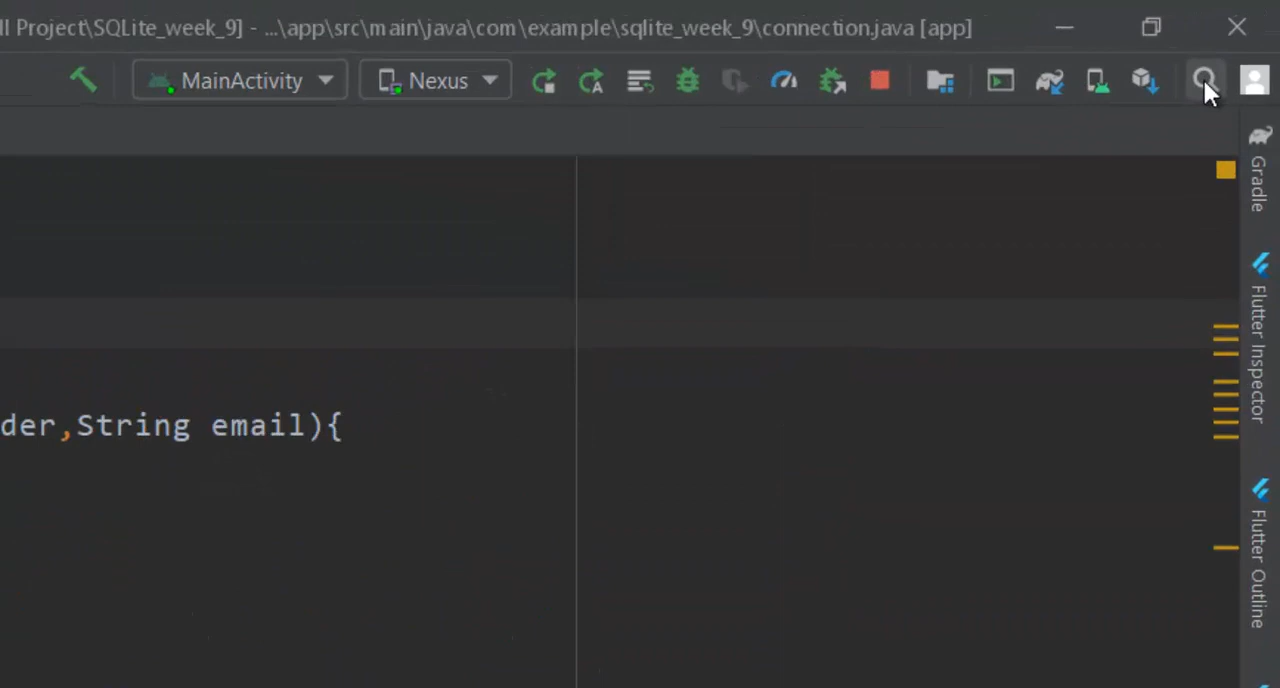 ll Project\SQLite_week_9] - ...\app\src\main\java\com\example\sqlite_week_9\connection.java [app]
MainActivity
Nexus
Gradle
Flutter Inspector
der,String email){
Flutter Outline